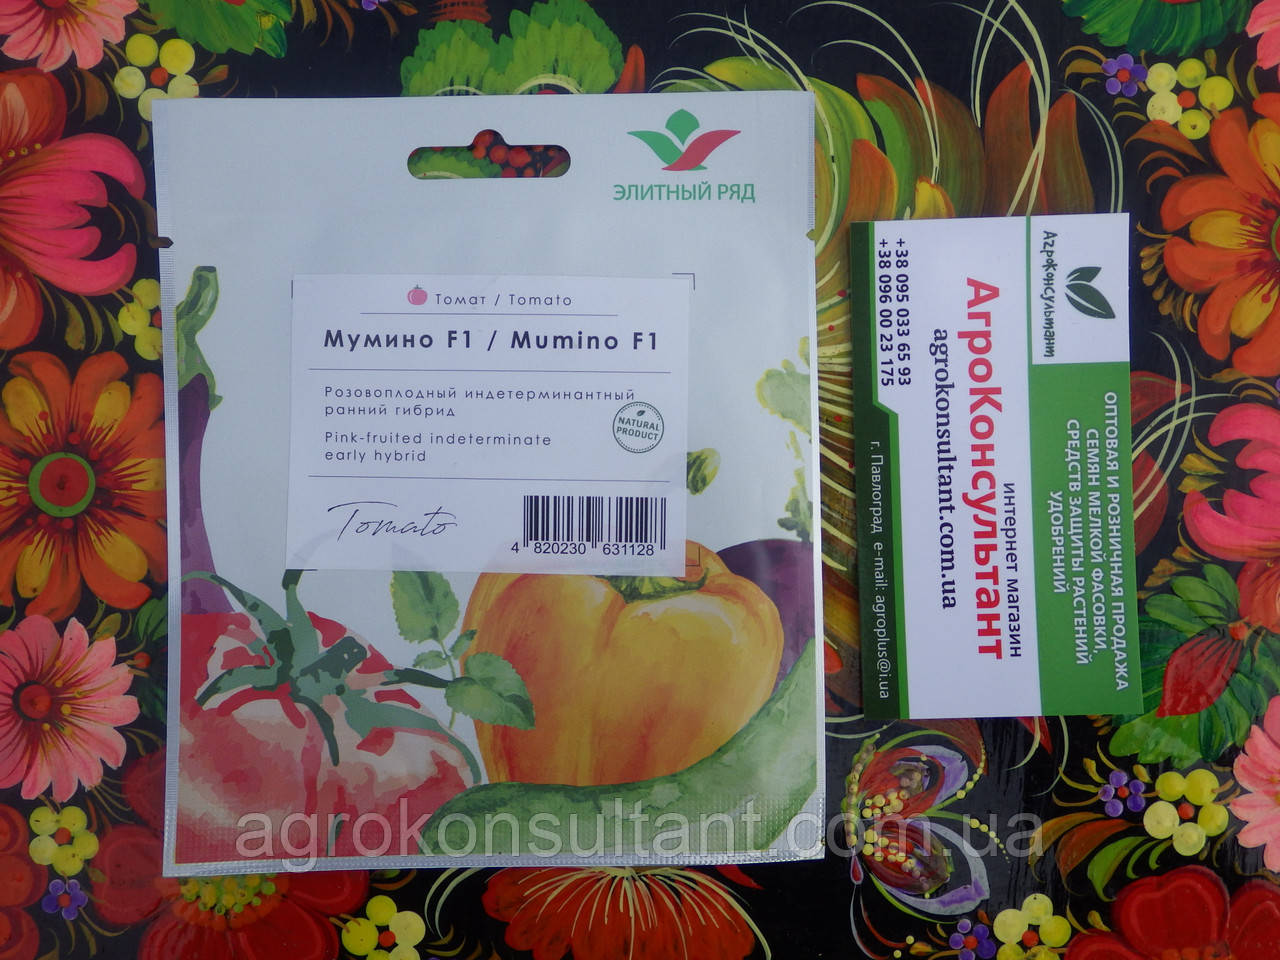 ЭЛИТНЫЙ РЯД
Томат / Tomato
Мумино F1 / Mumino F1
Розовоплодный индетерминантный
ранний гибрид
Pink-fruited indeterminate
early hybrid
NATURAL
PRODUCT
Tomato
4 820230 631128
АгроКонсультант
ОПТОВАЯ И РОЗНИЧНАЯ ПРОДАЖА
СЕМЯН МЕЛКОЙ ФАСОВКИ,
СРЕДСТВ ЗАЩИТЫ РАСТЕНИЙ
УДОБРЕНИЙ
интернет магазин
АгроКонсультант
agrokonsultant.com.ua
+38 095 033 65 93
+38 096 00 23 175
г. Павлоград e-mail: agroplus@i.ua
agrokonsultant.com.ua